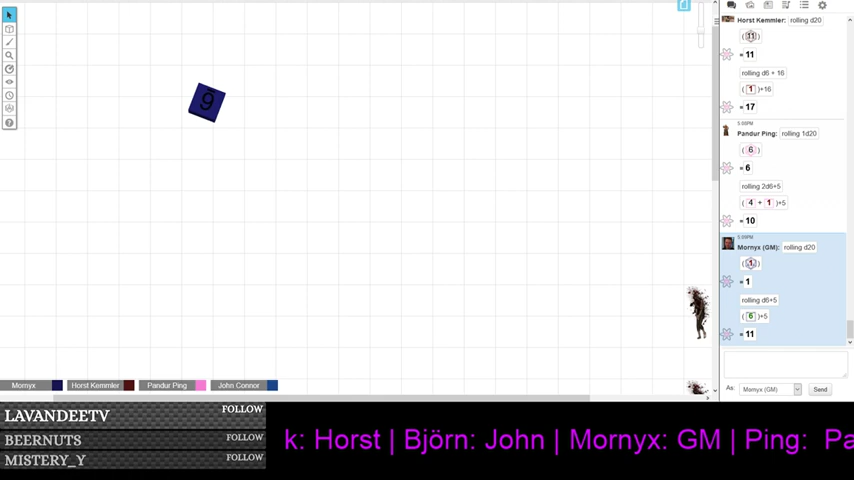 9
Horst Kemmler: rolling d20
(11)
= 11
rolling d6 + 16
(1)+16
= 17
5:08PM
Pandur Ping: rolling 1d20
(6)
= 6
rolling 2d6+5
(4 + 1)+5
= 10
Mornyx (GM): rolling d20
(1)
= 1
rolling d6+5
(6)+5
= 11
As: Mornyx (GM) Send
Mornyx Horst Kemmler Pandur Ping John Connor
LAVANDEETV FOLLOW
BEERNUTS FOLLOW
MISTERY_Y FOLLOW
k: Horst | Björn: John | Mornyx: GM | Ping: Pa